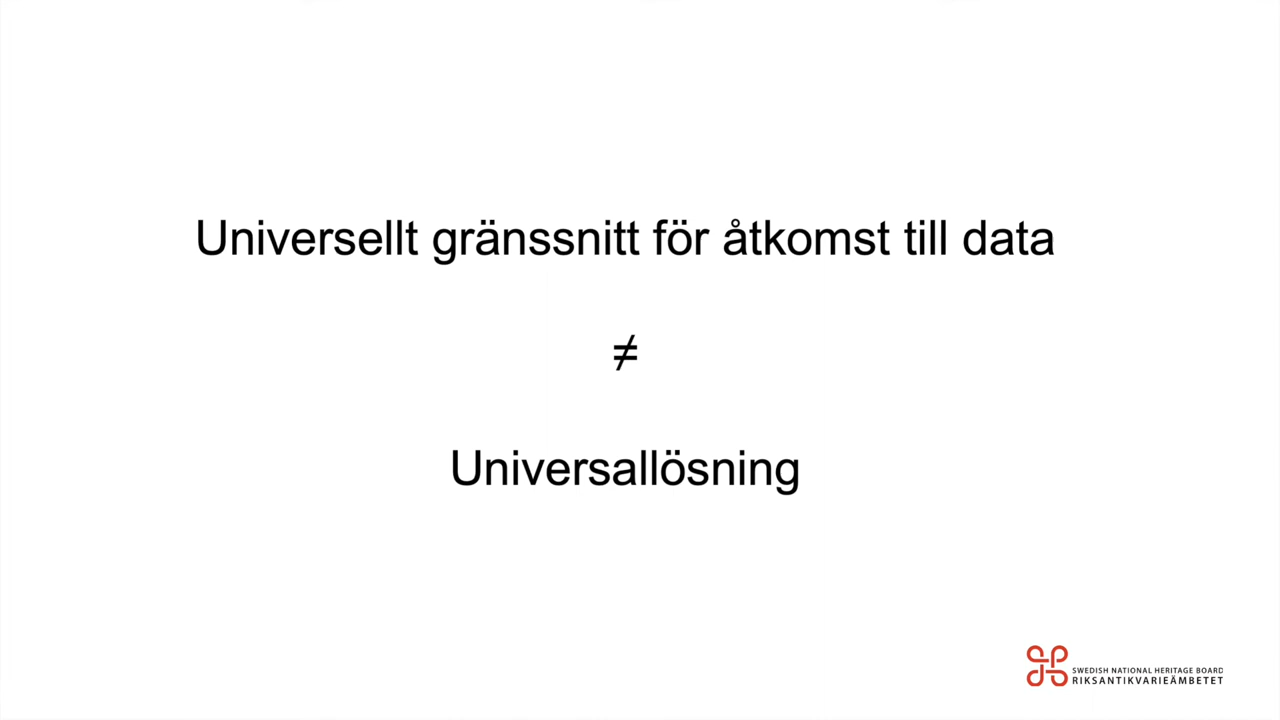 Universellt gränssnitt för åtkomst till data
≠
Universallösning
SWEDISH NATIONAL HERITAGE BOARD
RIKSANTIKVARIEÄMBETET